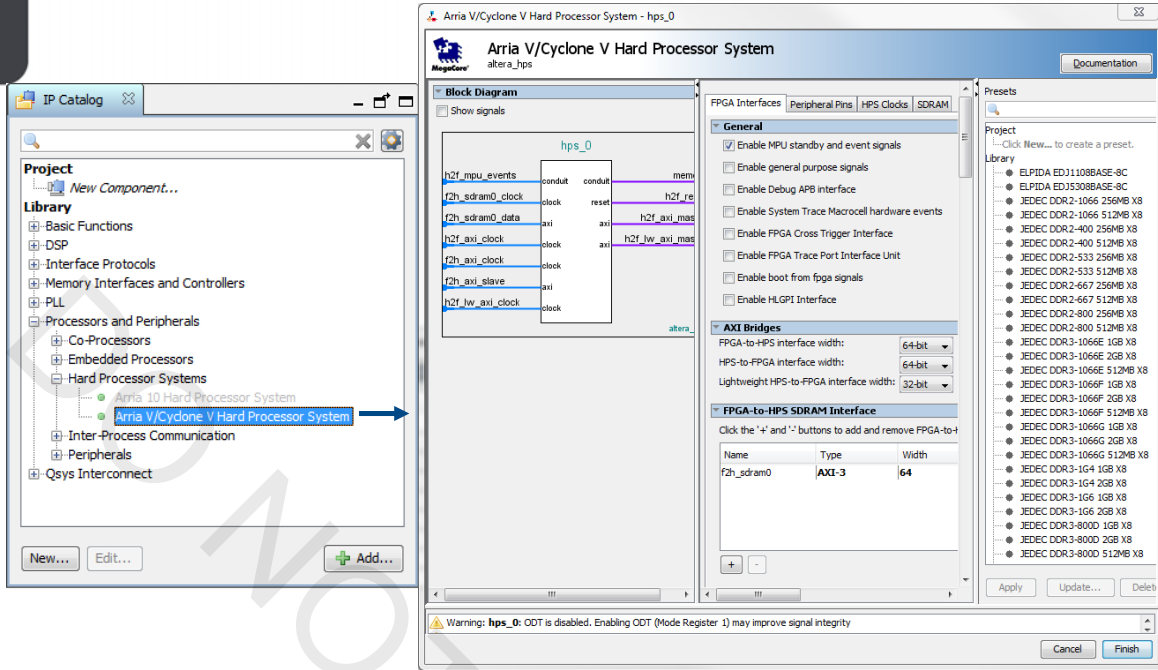 IP Catalog
Project
New Component...
Library
Basic Functions
DSP
Interface Protocols
Memory Interfaces and Controllers
PLL
Processors and Peripherals
Co-Processors
Embedded Processors
Hard Processor Systems
Arria 10 Hard Processor System
Arria V/Cyclone V Hard Processor System
Inter-Process Communication
Peripherals
Qsys Interconnect
New... Edit... Add...
Arria V/Cyclone V Hard Processor System - hps_0
MegaCore'
Arria V/Cyclone V Hard Processor System
altera_hps
Documentation
Block Diagram
Show signals
hps_0
h2f_mpu_events conduit conduit mem
f2h_sdram0_clock clock reset h2f_re
f2h_sdram0_data axi axi h2f_axi_mas
h2f_axi_clock clock axi h2f_lw_axi_mas
f2h_axi_clock clock
f2h_axi_slave axi
h2f_lw_axi_clock clock
altera_
FPGA Interfaces Peripheral Pins HPS Clocks SDRAM
General
Enable MPU standby and event signals
Enable general purpose signals
Enable Debug APB interface
Enable System Trace Macrocell hardware events
Enable FPGA Cross Trigger Interface
Enable FPGA Trace Port Interface Unit
Enable boot from fpga signals
Enable HLGPI Interface
AXI Bridges
FPGA-to-HPS interface width: 64-bit
HPS-to-FPGA interface width: 64-bit
Lightweight HPS-to-FPGA interface width: 32-bit
FPGA-to-HPS SDRAM Interface
Click the '+' and '-' buttons to add and remove FPGA-to-H
Name Type Width
f2h_sdram0 AXI-3 64
+ -
Presets
Project
Click New... to create a preset.
Library
ELPIDA EDJ1108BASE-8C
ELPIDA EDJ5308BASE-8C
JEDEC DDR2-1066 256MB X8
JEDEC DDR2-1066 512MB X8
JEDEC DDR2-400 256MB X8
JEDEC DDR2-400 512MB X8
JEDEC DDR2-533 256MB X8
JEDEC DDR2-533 512MB X8
JEDEC DDR2-667 256MB X8
JEDEC DDR2-667 512MB X8
JEDEC DDR2-800 256MB X8
JEDEC DDR2-800 512MB X8
JEDEC DDR3-1066E 1GB X8
JEDEC DDR3-1066E 2GB X8
JEDEC DDR3-1066E 512MB X8
JEDEC DDR3-1066F 1GB X8
JEDEC DDR3-1066F 2GB X8
JEDEC DDR3-1066F 512MB X8
JEDEC DDR3-1066G 1GB X8
JEDEC DDR3-1066G 2GB X8
JEDEC DDR3-1066G 512MB X8
JEDEC DDR3-1G4 1GB X8
JEDEC DDR3-1G4 2GB X8
JEDEC DDR3-1G6 1GB X8
JEDEC DDR3-1G6 2GB X8
JEDEC DDR3-800D 1GB X8
JEDEC DDR3-800D 2GB X8
JEDEC DDR3-800D 512MB X8
Apply Update... Delet
Warning: hps_0: ODT is disabled. Enabling ODT (Mode Register 1) may improve signal integrity
Cancel Finish
DO NOT